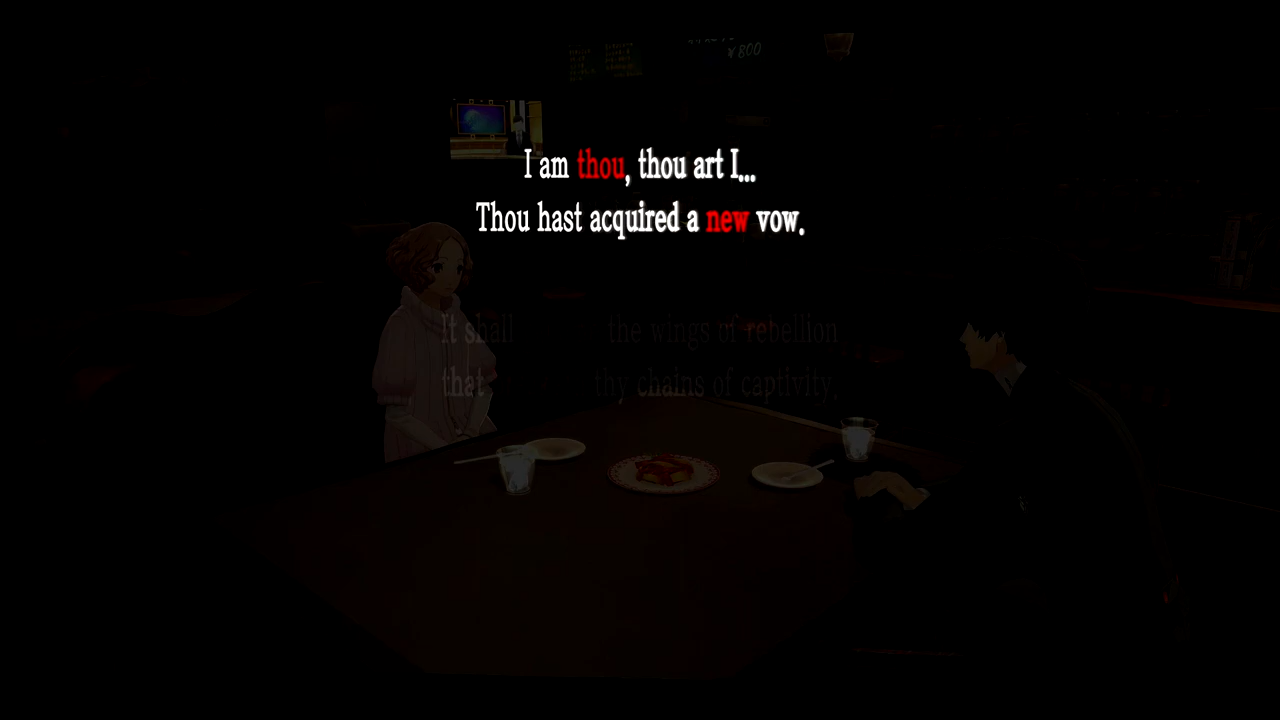 ¥800
I am thou, thou art I...
Thou hast acquired a new vow.
It shall the wings of rebellion
that thy chains of captivity.